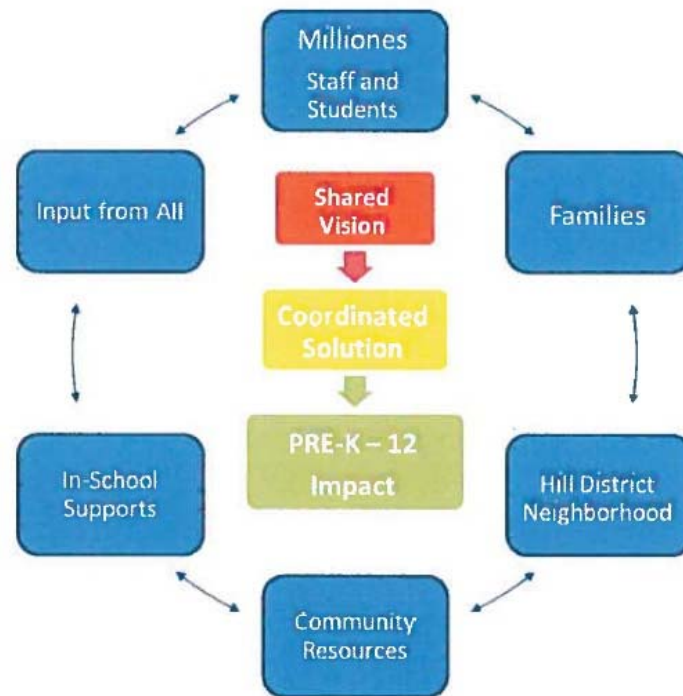 Milliones
Staff and
Students
Input from All
Shared
Vision
Families
Coordinated
Solution
PRE-K – 12
Impact
In-School
Supports
Hill District
Neighborhood
Community
Resources